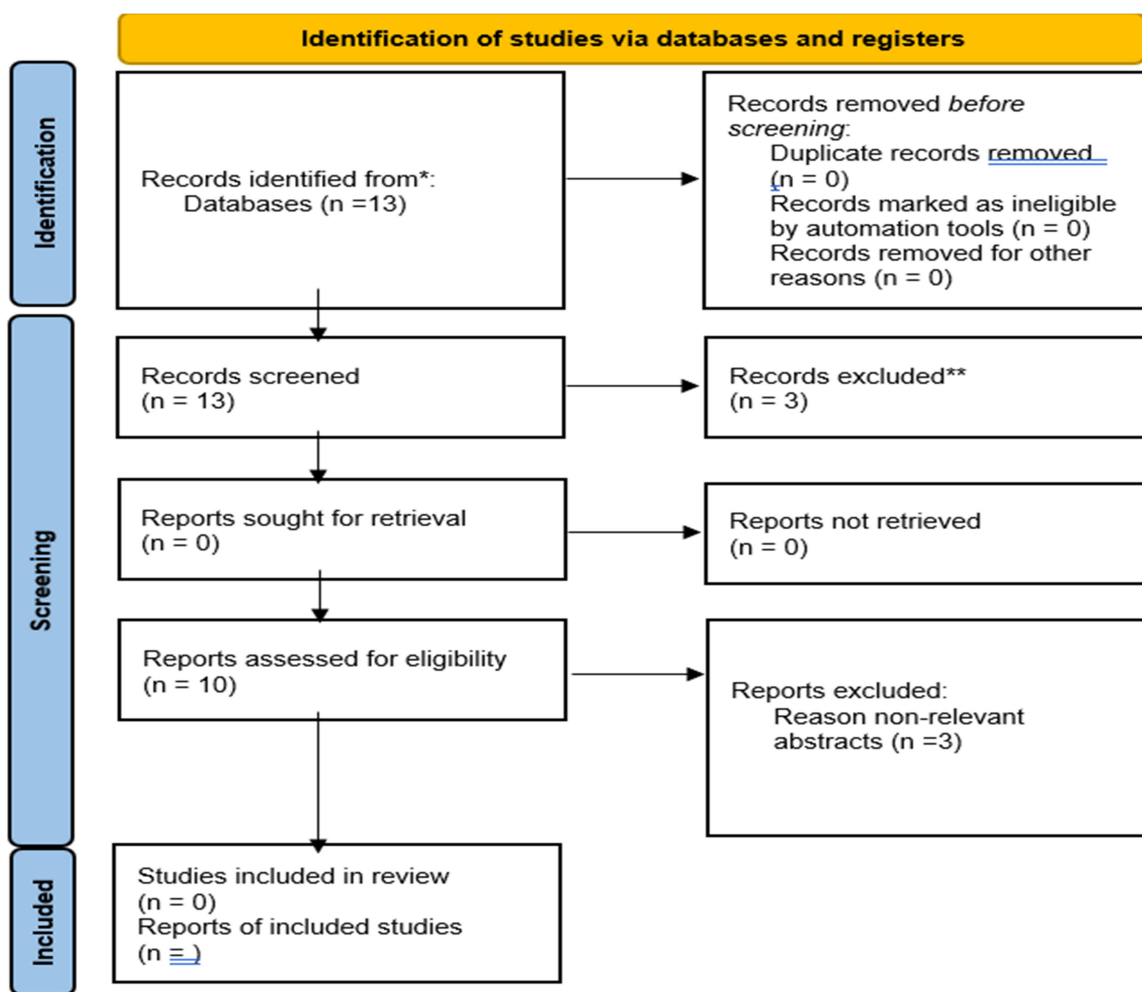 Identification of studies via databases and registers
Identification
Records identified from*:
Databases (n =13)
Records removed before
screening:
Duplicate records removed
(n = 0)
Records marked as ineligible
by automation tools (n = 0)
Records removed for other
reasons (n = 0)
Screening
Records screened
(n = 13)
Records excluded**
(n = 3)
Reports sought for retrieval
(n = 0)
Reports not retrieved
(n = 0)
Reports assessed for eligibility
(n = 10)
Reports excluded:
Reason non-relevant
abstracts (n =3)
Included
Studies included in review
(n = 0)
Reports of included studies
(n = )